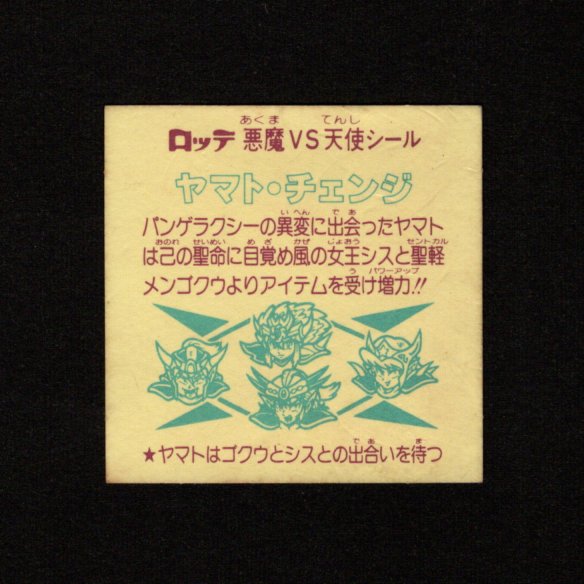 ロッテ 悪魔VS天使シール
あくま てんし
ヤマト・チェンジ
パンゲラクシーの異変に出会ったヤマト
いへん であ
は己の聖命に目覚め風の女王シスと聖軽
おのれ せいめい めざ かぜ じょおう セントカル
メンゴクウよりアイテムを受け増力!!
う パワーアップ
★ヤマトはゴクウとシスとの出合いを待つ
であ ま